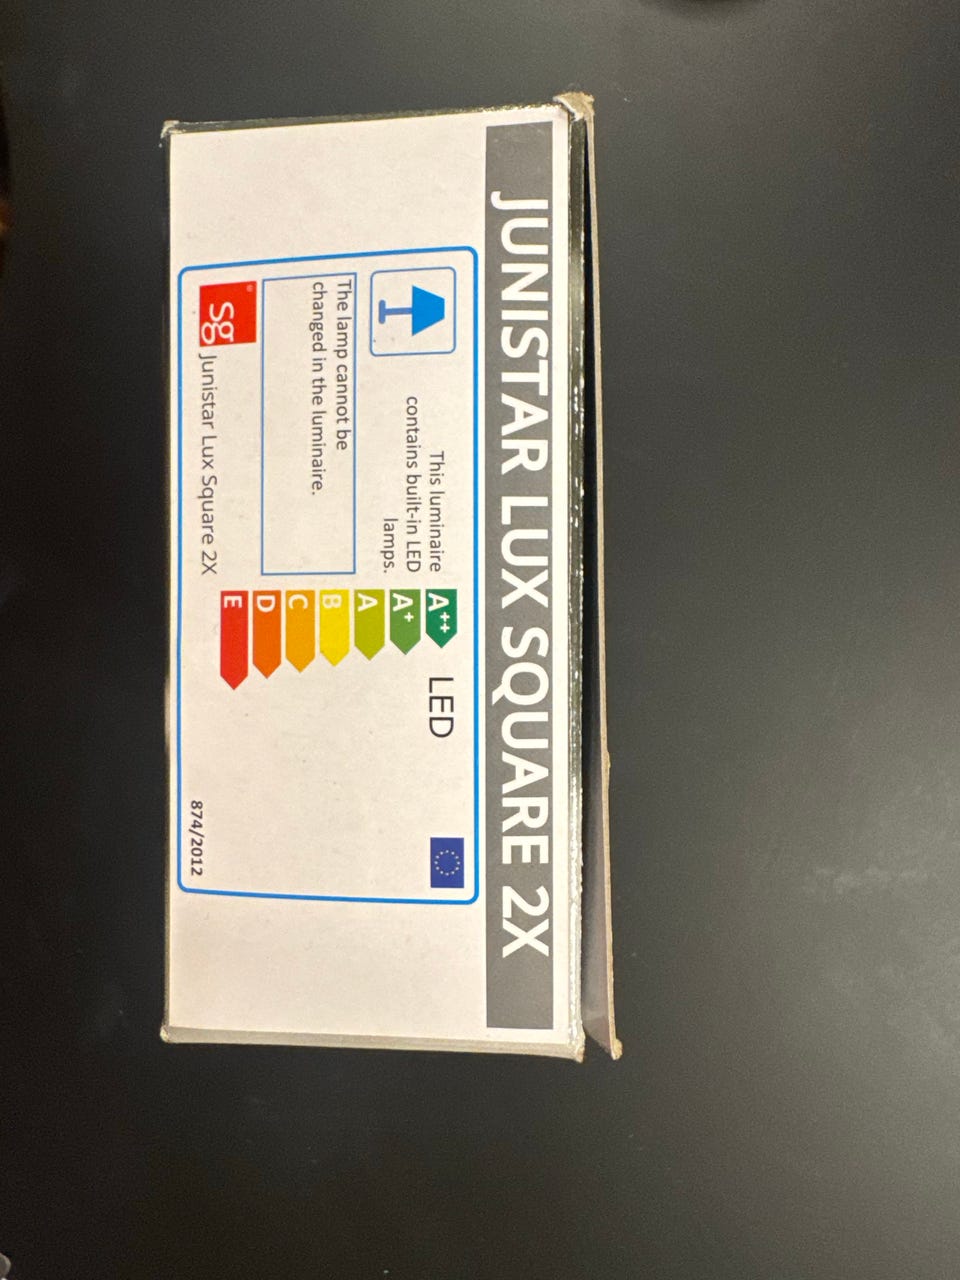 JUNISTAR LUX SQUARE 2X
This luminaire
contains built-in LED
lamps.
The lamp cannot be
changed in the luminaire.
A++
A+
A
B
C
D
E
LED
sg®
Junistar Lux Square 2X
874/2012